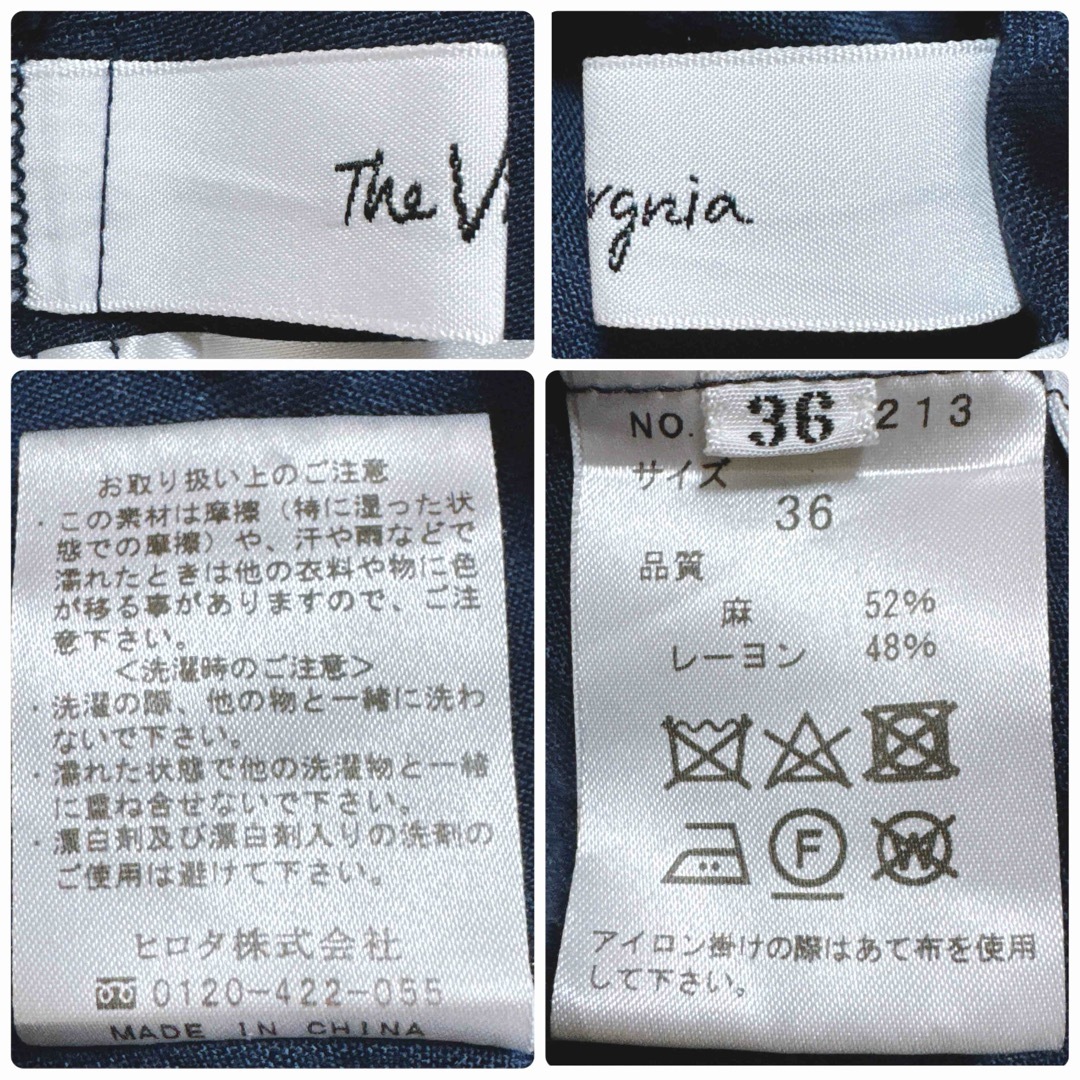 The V
rgnia
お取り扱い上のご注意
・この素材は摩擦（特に湿った状
態での摩擦）や、汗や雨などで
濡れたときは他の衣料や物に色
が移る事がありますので、ご注
意下さい。
＜洗濯時のご注意＞
・洗濯の際、他の物と一緒に洗わ
ないで下さい。
・濡れた状態で他の洗濯物と一緒
に重ね合せないで下さい。
・漂白剤及び漂白剤入りの洗剤の
ご使用は避けて下さい。
ヒロタ株式会社
0120-422-055
MADE IN CHINA
NO. 36 213
サイズ
36
品質
麻 52%
レーヨン 48%
F W
アイロン掛けの際はあて布を使用
して下さい。